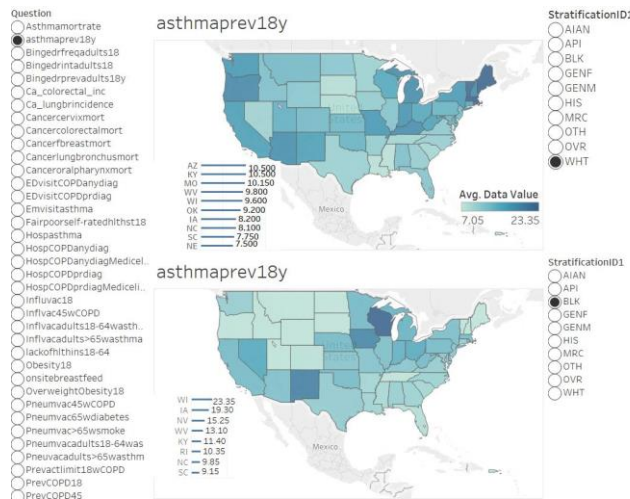 Question
Asthmamortrate
asthmaprev18y
Bingedrfreqadults18
Bingedrintadults18
Bingedrprevadults18y
Ca_colorectal_inc
Ca_lungbrincidence
Cancercervixmort
Cancercolorectalmort
Cancerfbreastmort
Cancerlungbronchusmort
Canceroralpharynxmort
EDvisitCOPDanydiag
EDvisitCOPDprdiag
Emvisitasthma
Fairpoorself-ratedhlthst18
Hospasthma
HospCOPDanydiag
HospCOPDanydiagMedicel..
HospCOPDprdiag
HospCOPDprdiagMediceli..
Influvac18
Inflvac45wCOPD
Inflvacadults18-64wasth..
Inflvacadults>65wasthma
lackofhlthins18-64
Obesity18
onsitebreastfeed
OverweightObesity18
Pneumvac45wCOPD
Pneumvac65wdiabetes
Pneumvac>65wsmoke
Pneumvacadults18-64was
Pneuvacadults>65wasthm
Prevactlimit18wCOPD
PrevCOPD18
PrevCOPD45
asthmaprev18y
United
States
Mexico
AZ 10.500
KY 10.500
MO 10.150
WV 9.800
WI 9.600
OK 9.200
IA 8.200
NC 8.100
SC 7.750
NE 7.500
Avg. Data Value
7.05 23.35
StratificationID1
AIAN
API
BLK
GENF
GENM
HIS
MRC
OTH
OVR
WHT
asthmaprev18y
United
States
Mexico
WI 23.35
IA 19.30
NV 15.25
WV 13.10
KY 11.40
RI 10.35
NC 9.85
SC 9.15
StratificationID1
AIAN
API
BLK
GENF
GENM
HIS
MRC
OTH
OVR
WHT